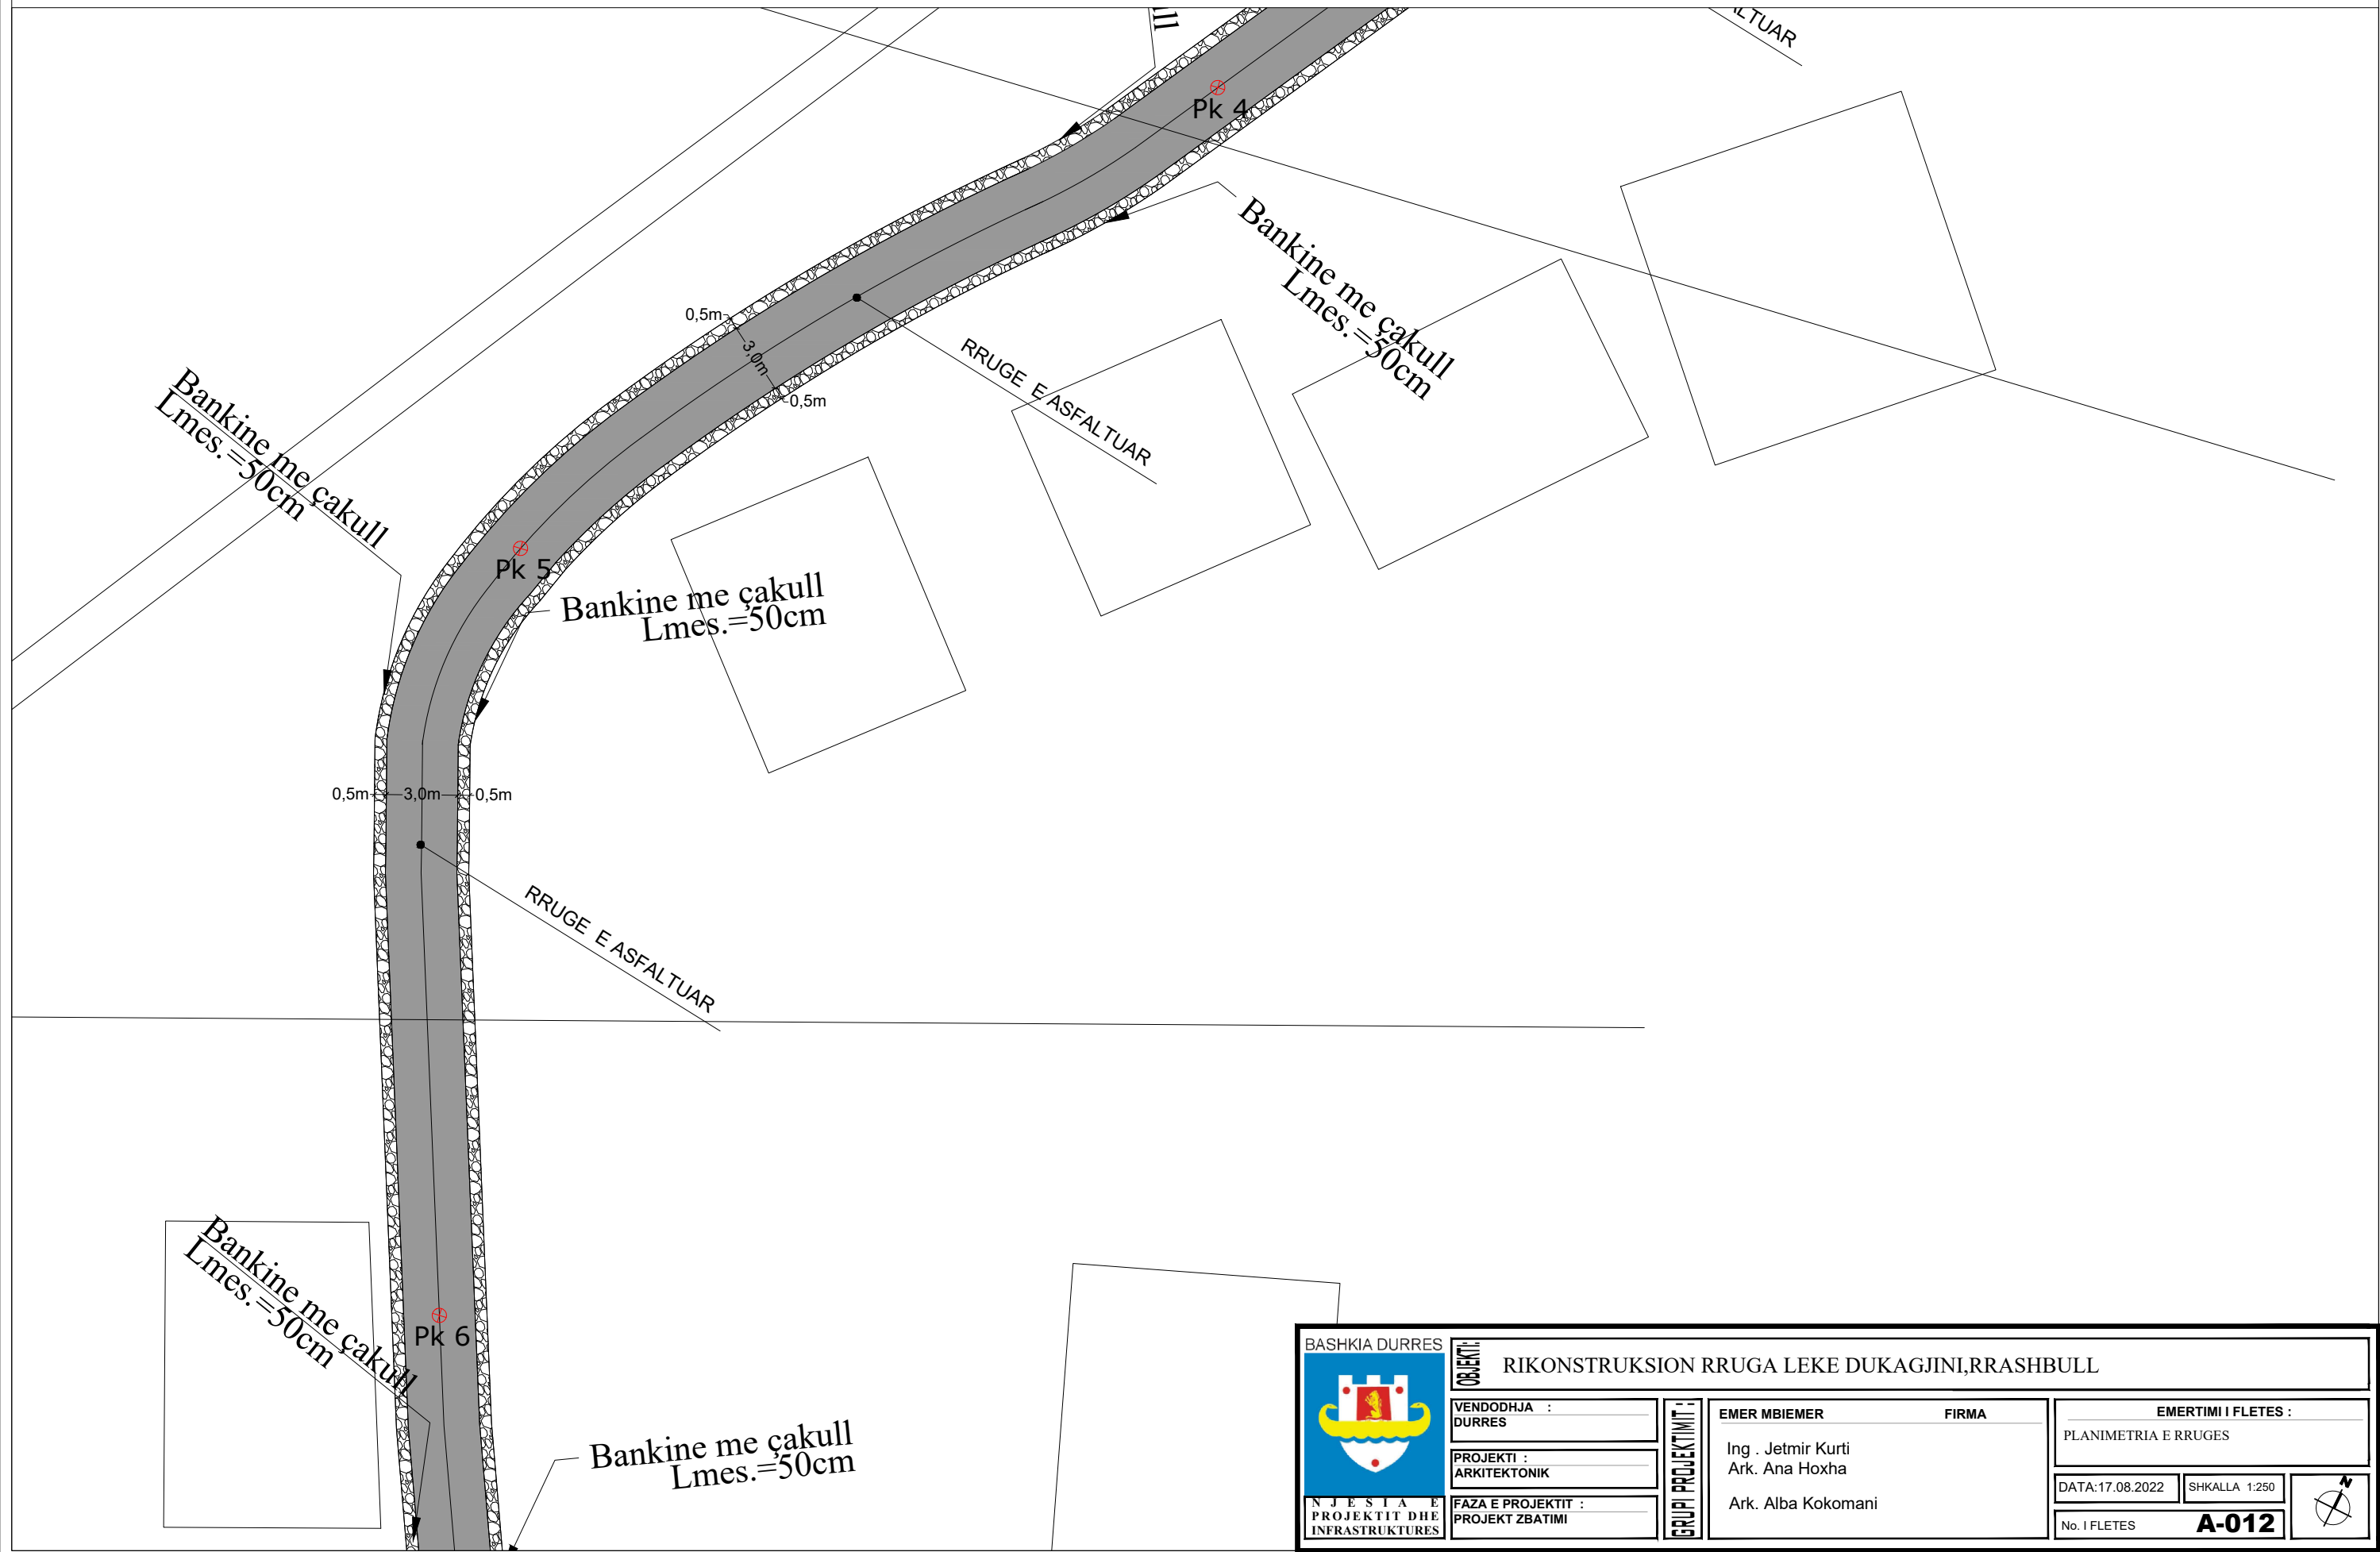 Pk 4
Bankine me çakull
Lmes.=50cm
0,5m
3,0m
0,5m
RRUGE E ASFALTUAR
Bankine me çakull
Lmes.=50cm
Pk 5
Bankine me çakull
Lmes.=50cm
0,5m
3,0m
0,5m
RRUGE E ASFALTUAR
Bankine me çakull
Lmes.=50cm
Pk 6
Bankine me çakull
Lmes.=50cm
BASHKIA DURRES
NJESIA E
PROJEKTIT DHE
INFRASTRUKTURES
OBJEKTI:
RIKONSTRUKSION RRUGA LEKE DUKAGJINI,RRASHBULL
VENDODHJA :
DURRES
PROJEKTI :
ARKITEKTONIK
FAZA E PROJEKTIT :
PROJEKT ZBATIMI
GRUPI PROJEKTIMIT :
EMER MBIEMER FIRMA
Ing . Jetmir Kurti
Ark. Ana Hoxha
Ark. Alba Kokomani
EMERTIMI I FLETES :
PLANIMETRIA E RRUGES
DATA:17.08.2022
SHKALLA 1:250
No. I FLETES A-012
N